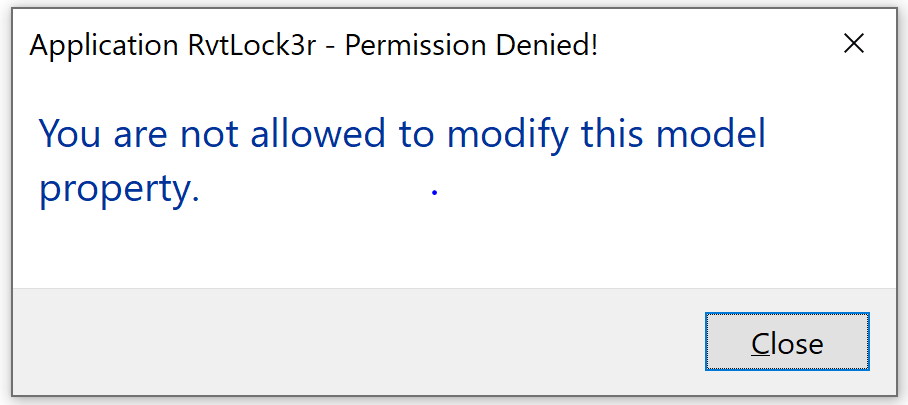 Application RvtLock3r - Permission Denied!
You are not allowed to modify this model
property.
Close